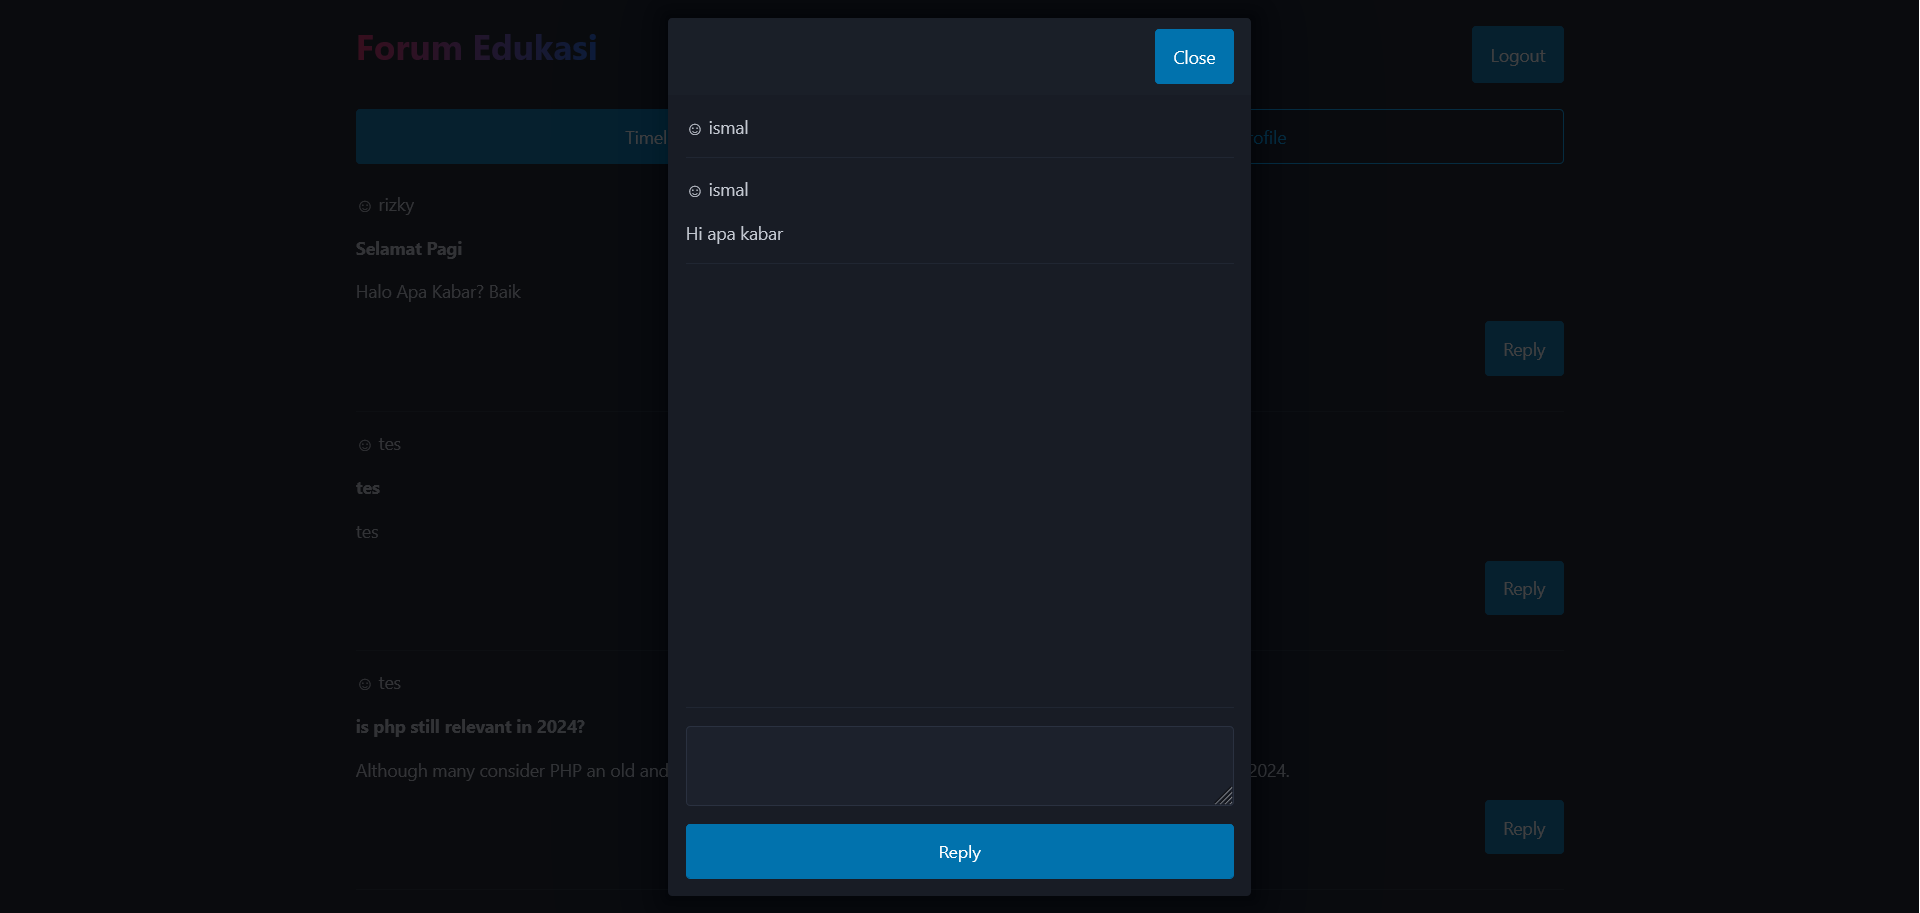 Forum Edukasi
Logout
Timel
ofile
☺ rizky
Selamat Pagi
Halo Apa Kabar? Baik
Reply
☺ tes
tes
tes
Reply
☺ tes
is php still relevant in 2024?
Although many consider PHP an old and
2024.
Reply
Close
☺ ismal
☺ ismal
Hi apa kabar
Reply